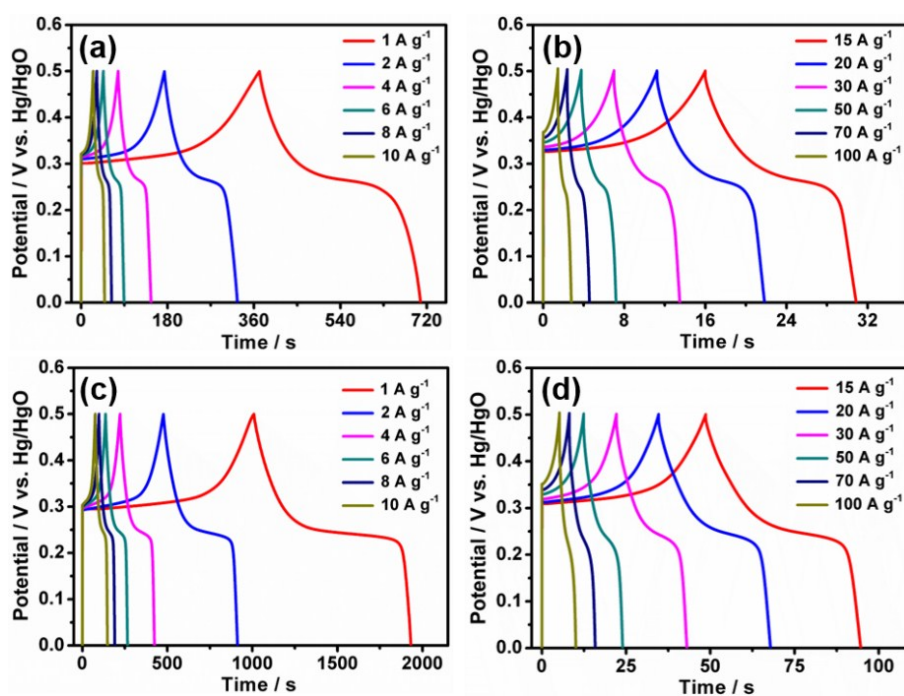 (a)
1 A g⁻¹
2 A g⁻¹
4 A g⁻¹
6 A g⁻¹
8 A g⁻¹
10 A g⁻¹
Potential / V vs. Hg/HgO
0.6
0.5
0.4
0.3
0.2
0.1
0.0
0 180 360 540 720
Time / s
(b)
15 A g⁻¹
20 A g⁻¹
30 A g⁻¹
50 A g⁻¹
70 A g⁻¹
100 A g⁻¹
Potential / V vs. Hg/HgO
0.6
0.5
0.4
0.3
0.2
0.1
0.0
0 8 16 24 32
Time / s
(c)
1 A g⁻¹
2 A g⁻¹
4 A g⁻¹
6 A g⁻¹
8 A g⁻¹
10 A g⁻¹
Potential / V vs. Hg/HgO
0.6
0.5
0.4
0.3
0.2
0.1
0.0
0 500 1000 1500 2000
Time / s
(d)
15 A g⁻¹
20 A g⁻¹
30 A g⁻¹
50 A g⁻¹
70 A g⁻¹
100 A g⁻¹
Potential / V vs. Hg/HgO
0.6
0.5
0.4
0.3
0.2
0.1
0.0
0 25 50 75 100
Time / s